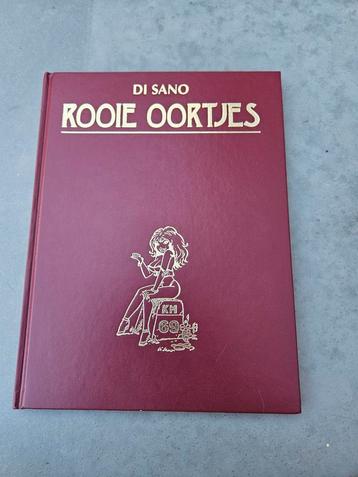 DI SANO
ROOIE OORTJES
KM
69